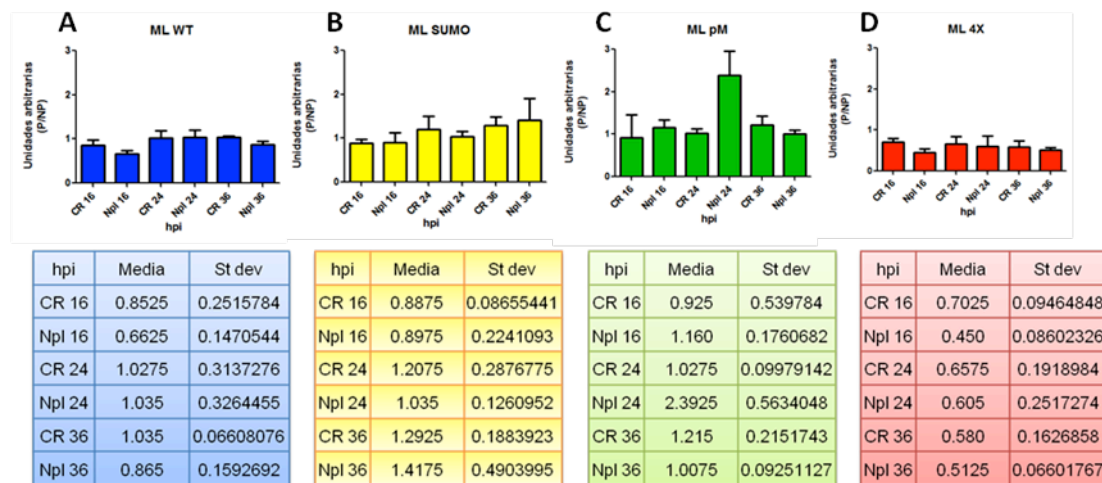 A
ML WT
Unidades arbitrarias
(P/NP)
3
2
1
0
CR 16
Npl 16
CR 24
Npl 24
CR 36
Npl 36
hpi
B
ML SUMO
Unidades arbitrarias
(P/NP)
3
2
1
0
CR 16
Npl 16
CR 24
Npl 24
CR 36
Npl 36
hpi
C
ML pM
Unidades arbitrarias
(P/NP)
3
2
1
0
CR 16
Npl 16
CR 24
Npl 24
CR 36
Npl 36
hpi
D
ML 4X
Unidades arbitrarias
(P/NP)
3
2
1
0
CR 16
Npl 16
CR 24
Npl 24
CR 36
Npl 36
hpi
hpi Media St dev
CR 16 0.8525 0.2515784
Npl 16 0.6625 0.1470544
CR 24 1.0275 0.3137276
Npl 24 1.035 0.3264455
CR 36 1.035 0.06608076
Npl 36 0.865 0.1592692
hpi Media St dev
CR 16 0.8875 0.08655441
Npl 16 0.8975 0.2241093
CR 24 1.2075 0.2876775
Npl 24 1.035 0.1260952
CR 36 1.2925 0.1883923
Npl 36 1.4175 0.4903995
hpi Media St dev
CR 16 0.925 0.539784
Npl 16 1.160 0.1760682
CR 24 1.0275 0.09979142
Npl 24 2.3925 0.5634048
CR 36 1.215 0.2151743
Npl 36 1.0075 0.09251127
hpi Media St dev
CR 16 0.7025 0.09464848
Npl 16 0.450 0.08602326
CR 24 0.6575 0.1918984
Npl 24 0.605 0.2517274
CR 36 0.580 0.1626858
Npl 36 0.5125 0.06601767